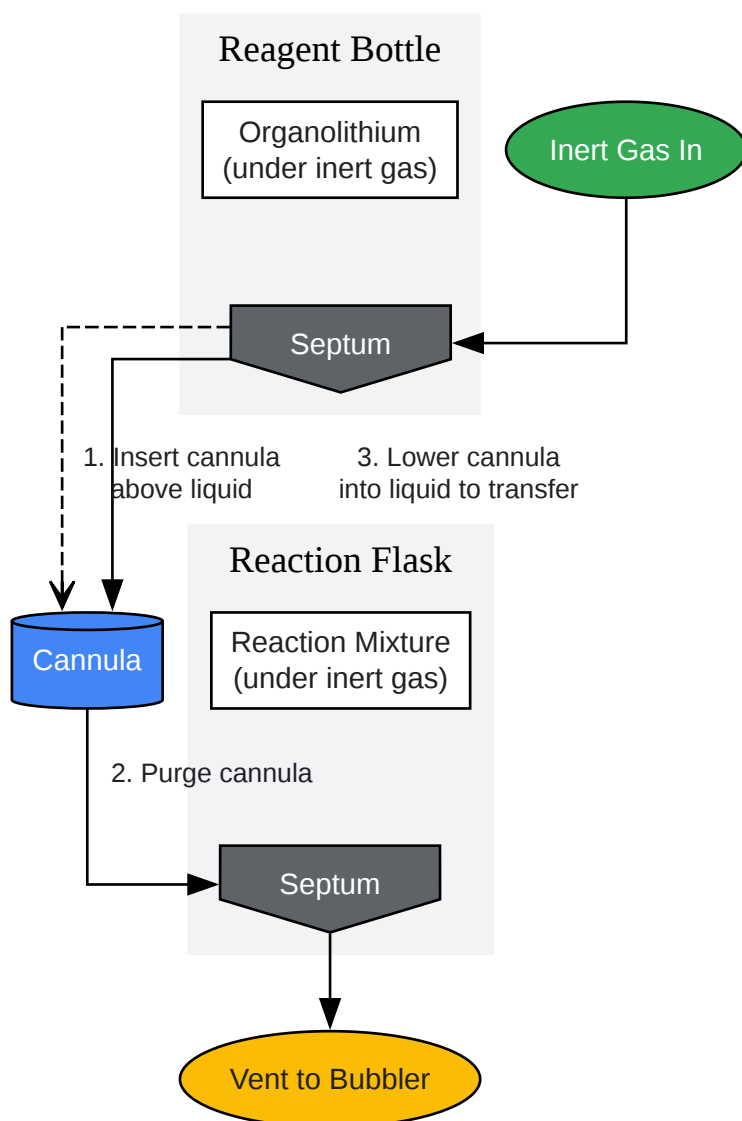 Reagent Bottle
Organolithium
(under inert gas)
Inert Gas In
Septum
1. Insert cannula
above liquid
3. Lower cannula
into liquid to transfer
Reaction Flask
Reaction Mixture
(under inert gas)
Cannula
2. Purge cannula
Septum
Vent to Bubbler